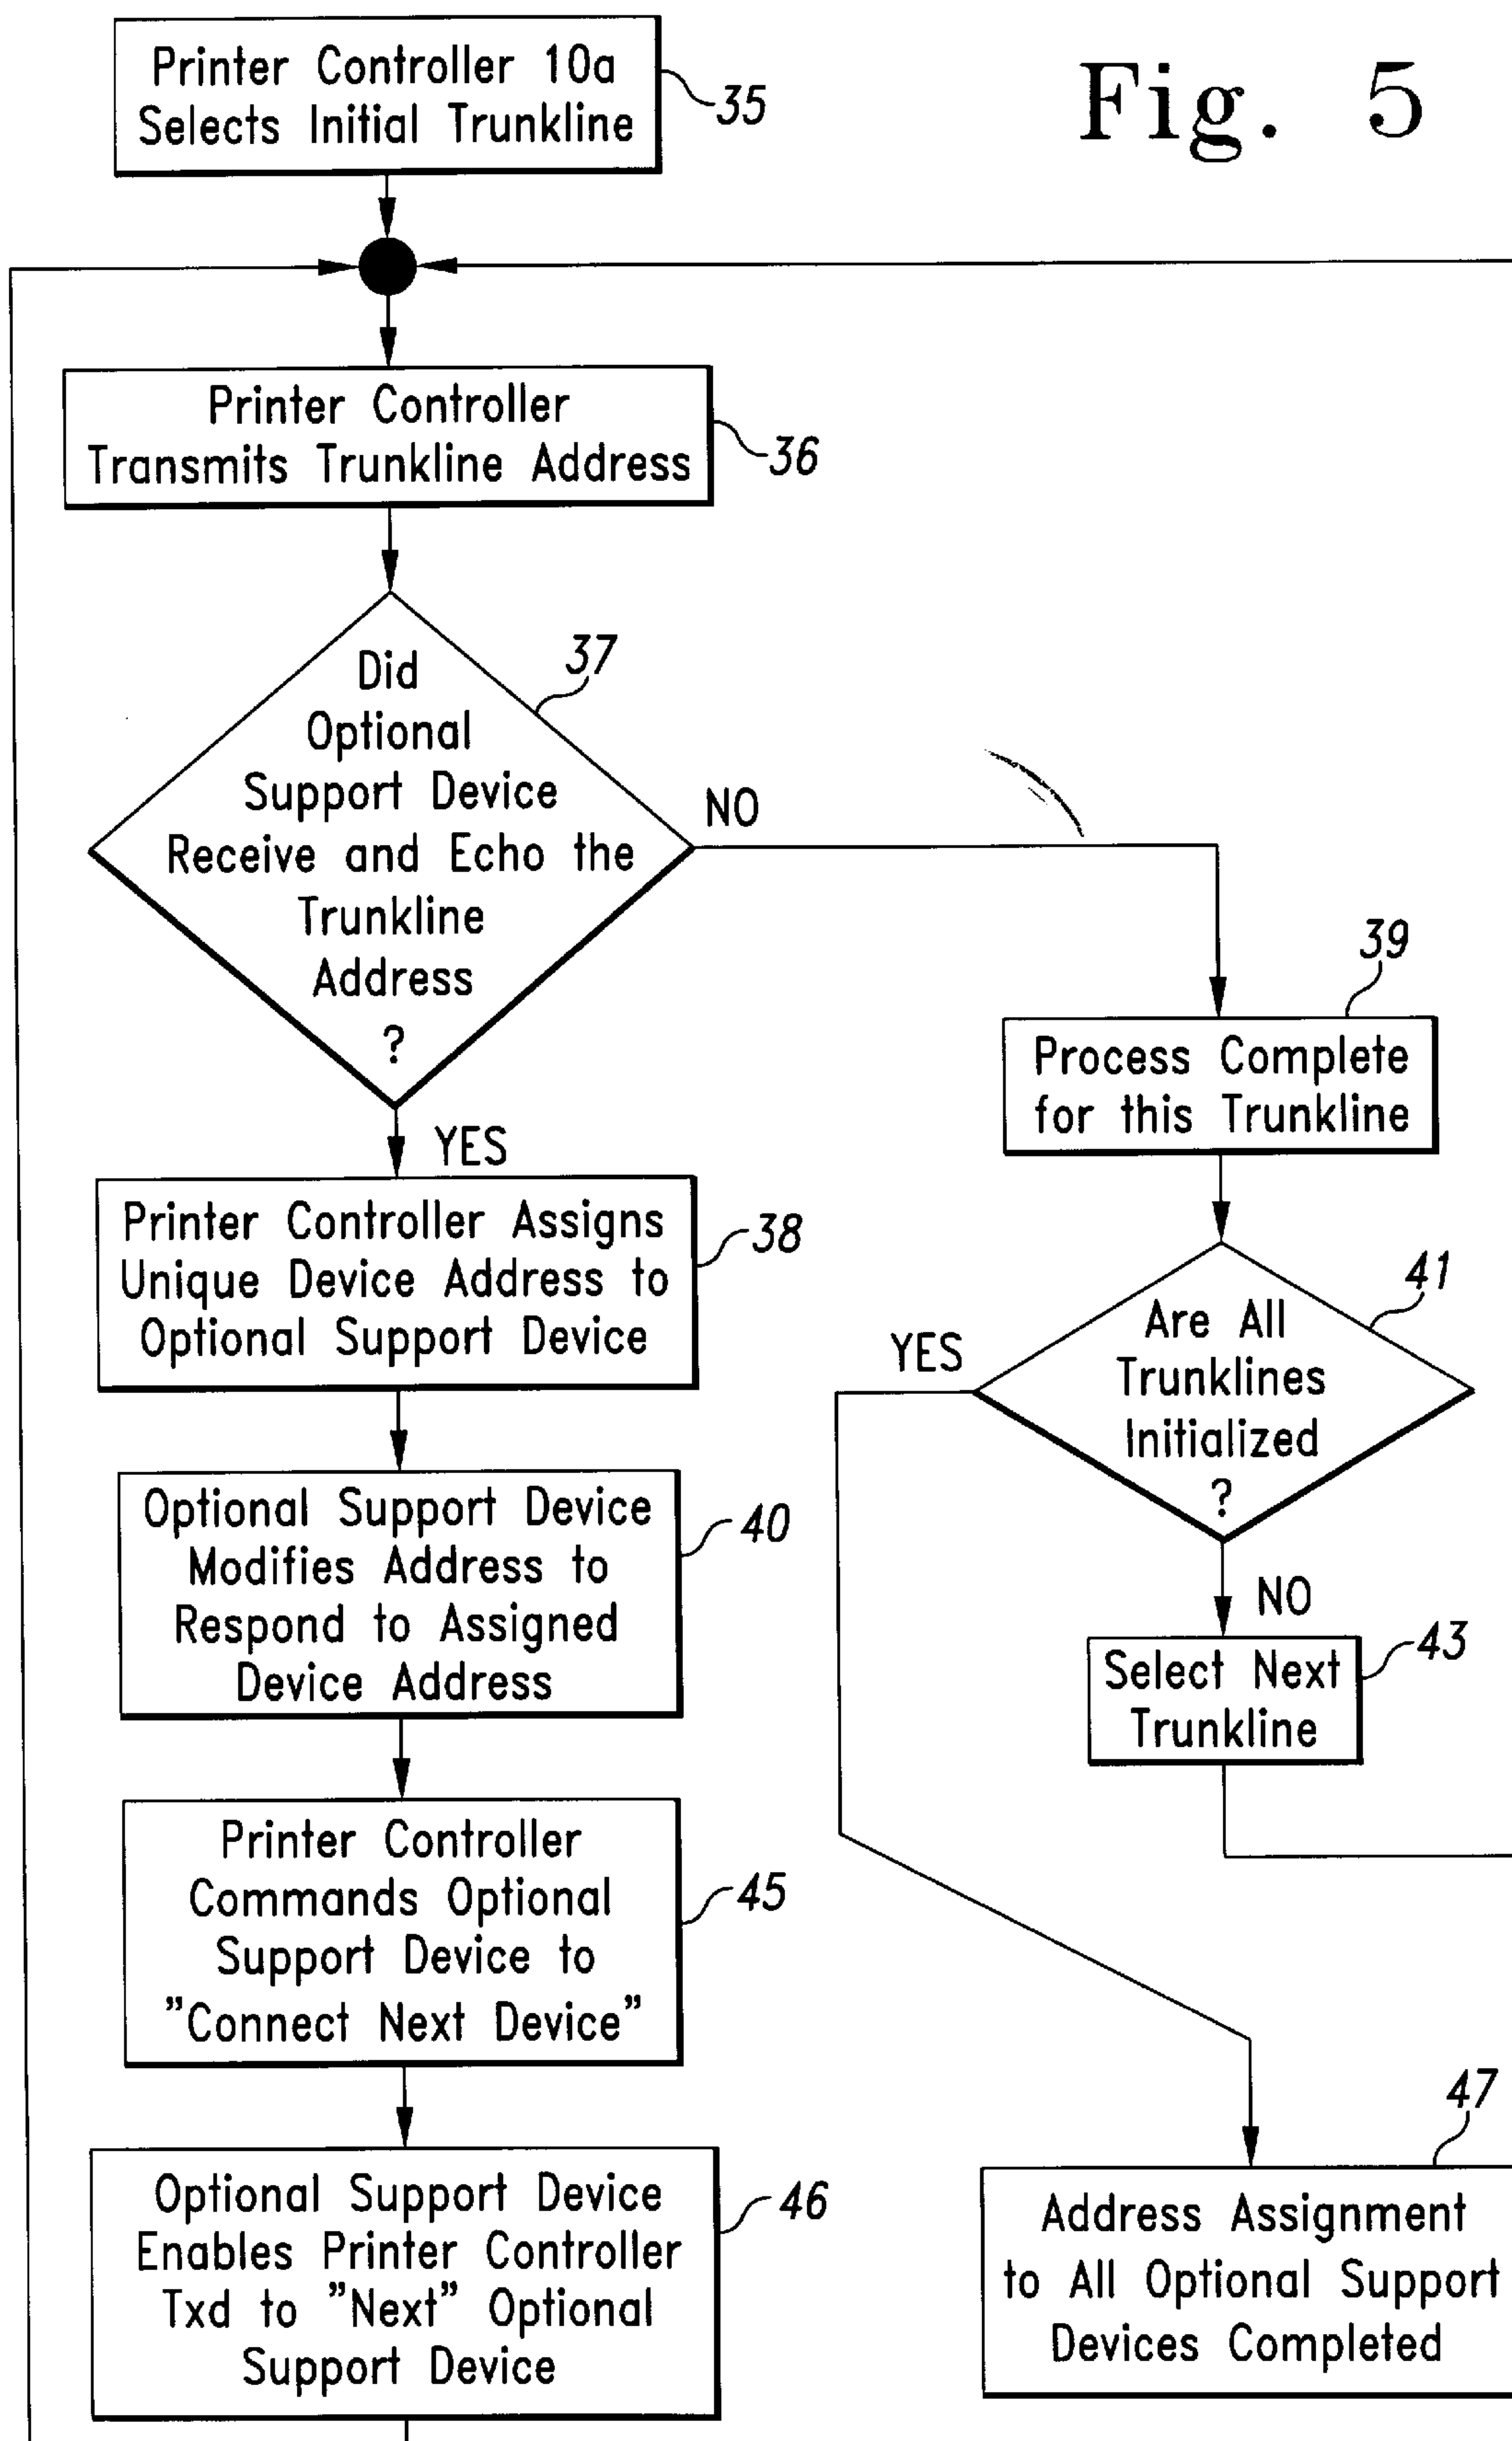 Fig. 5
Printer Controller 10a
Selects Initial Trunkline
35
Printer Controller
Transmits Trunkline Address
36
Did
Optional
Support Device
Receive and Echo the
Trunkline
Address
?
37
NO
YES
Printer Controller Assigns
Unique Device Address to
Optional Support Device
38
Optional Support Device
Modifies Address to
Respond to Assigned
Device Address
40
Printer Controller
Commands Optional
Support Device to
"Connect Next Device"
45
Optional Support Device
Enables Printer Controller
Txd to "Next" Optional
Support Device
46
39
Process Complete
for this Trunkline
41
Are All
Trunklines
Initialized
?
YES
NO
Select Next
Trunkline
43
47
Address Assignment
to All Optional Support
Devices Completed